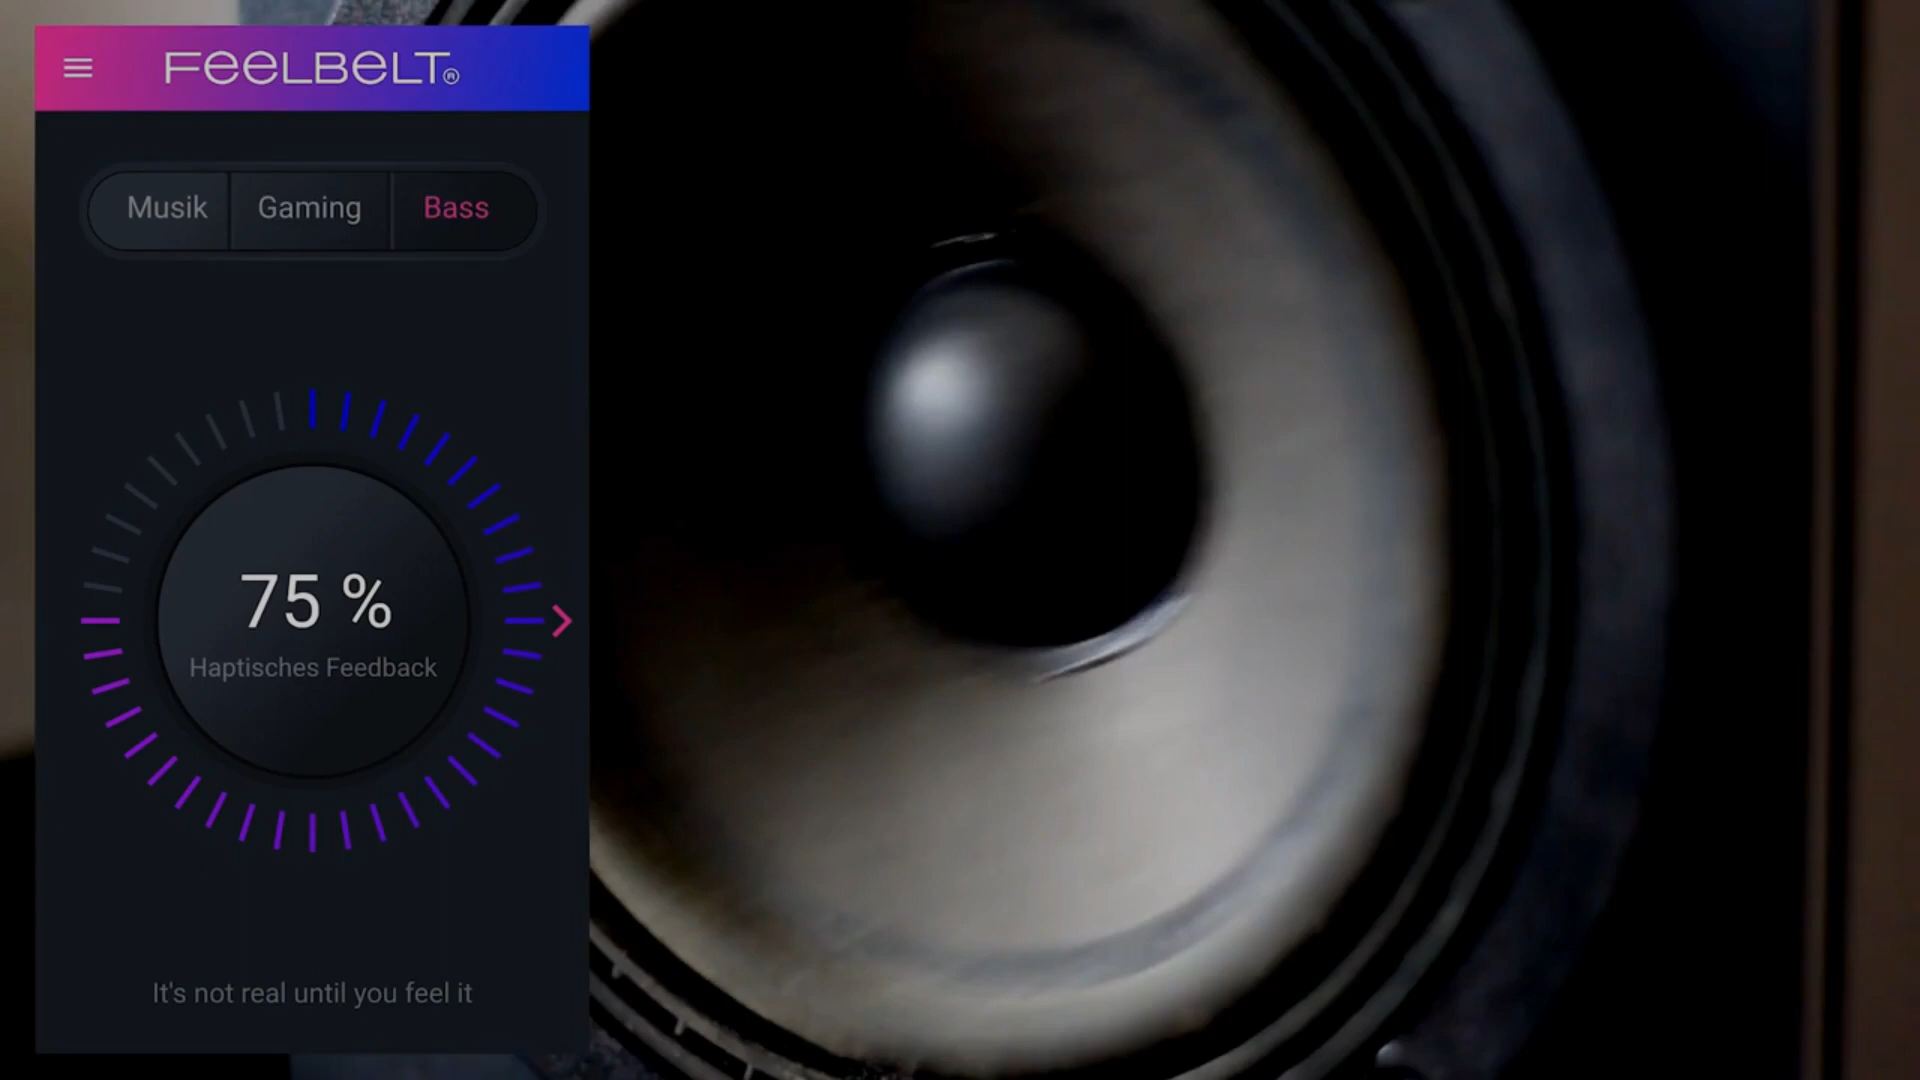 FEELBELT®
Musik Gaming Bass
75 %
Haptisches Feedback
It's not real until you feel it